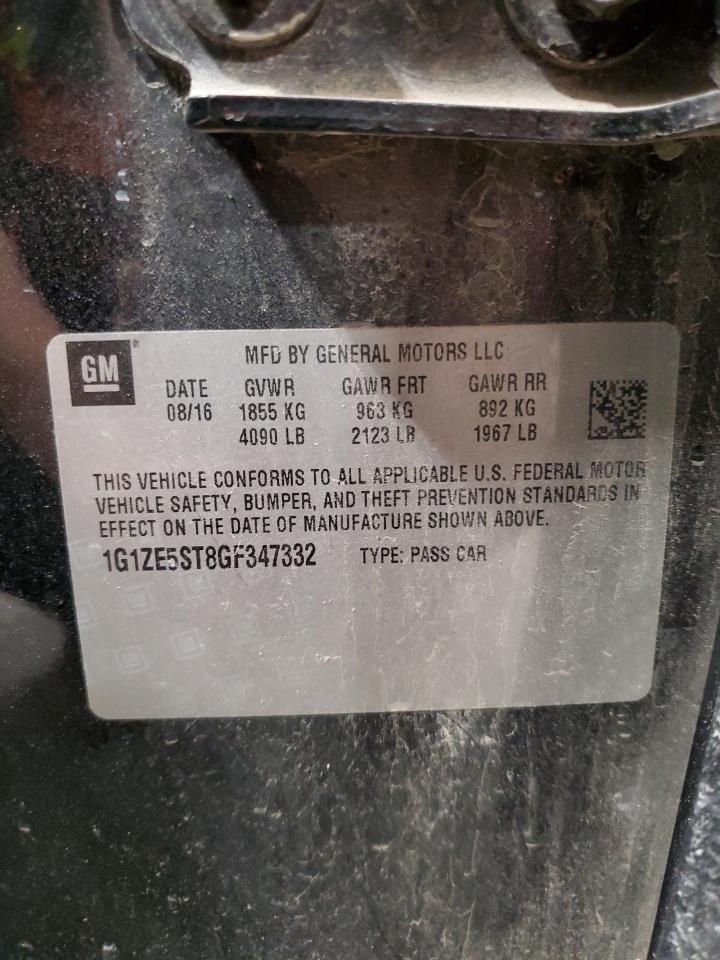 GM ® MFD BY GENERAL MOTORS LLC
DATE GVWR GAWR FRT GAWR RR
08/16 1855 KG 963 KG 892 KG
4090 LB 2123 LB 1967 LB
THIS VEHICLE CONFORMS TO ALL APPLICABLE U.S. FEDERAL MOTOR
VEHICLE SAFETY, BUMPER, AND THEFT PREVENTION STANDARDS IN
EFFECT ON THE DATE OF MANUFACTURE SHOWN ABOVE.
1G1ZE5ST8GF347332 TYPE: PASS CAR